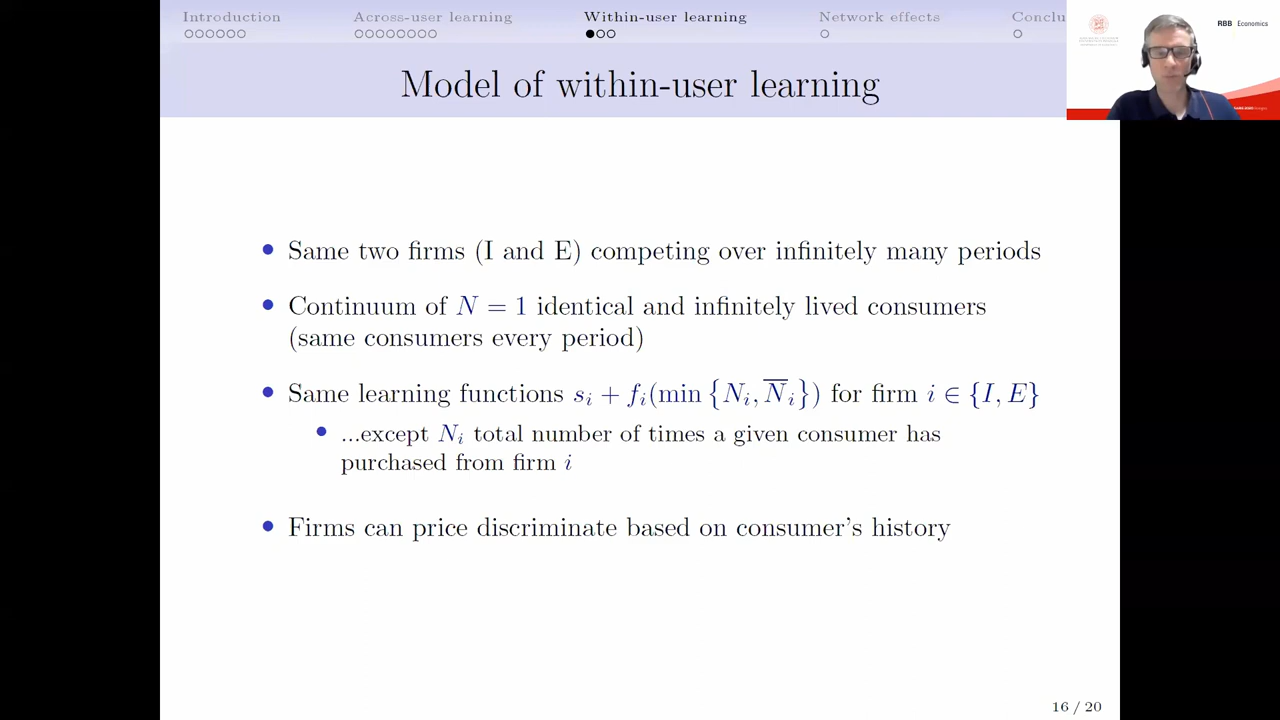 Introduction
Across-user learning
Within-user learning
Network effects
Conclu
RBB Economics
Model of within-user learning
• Same two firms (I and E) competing over infinitely many periods
• Continuum of N = 1 identical and infinitely lived consumers
(same consumers every period)
• Same learning functions s_i + f_i(min {N_i, N̅_i}) for firm i ∈ {I, E}
• ...except N_i total number of times a given consumer has
purchased from firm i
• Firms can price discriminate based on consumer's history
16 / 20